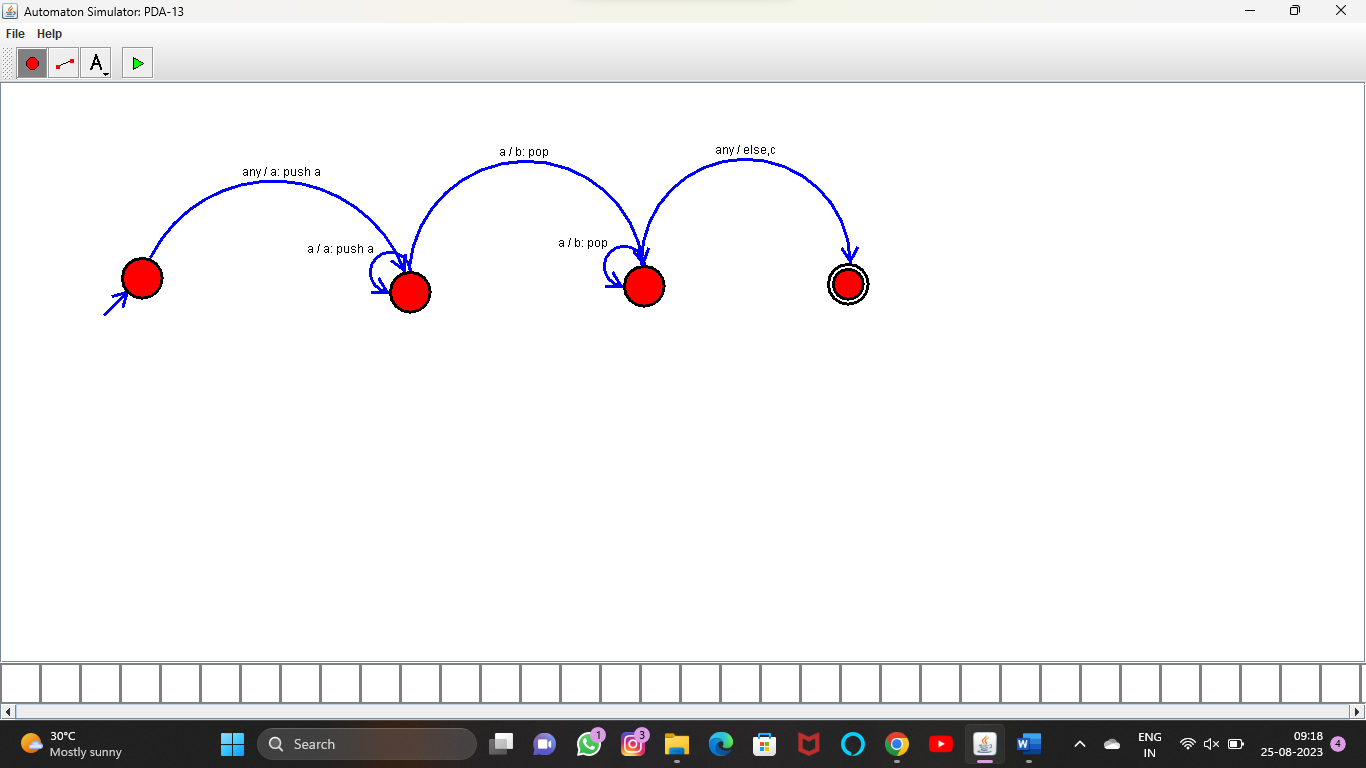 Automaton Simulator: PDA-13
File Help
A
any / else,c
a / b: pop
any / a: push a
a / b: pop
a / a: push a
30°C
Mostly sunny
Search
1
3
ENG
IN
09:18
25-08-2023
4